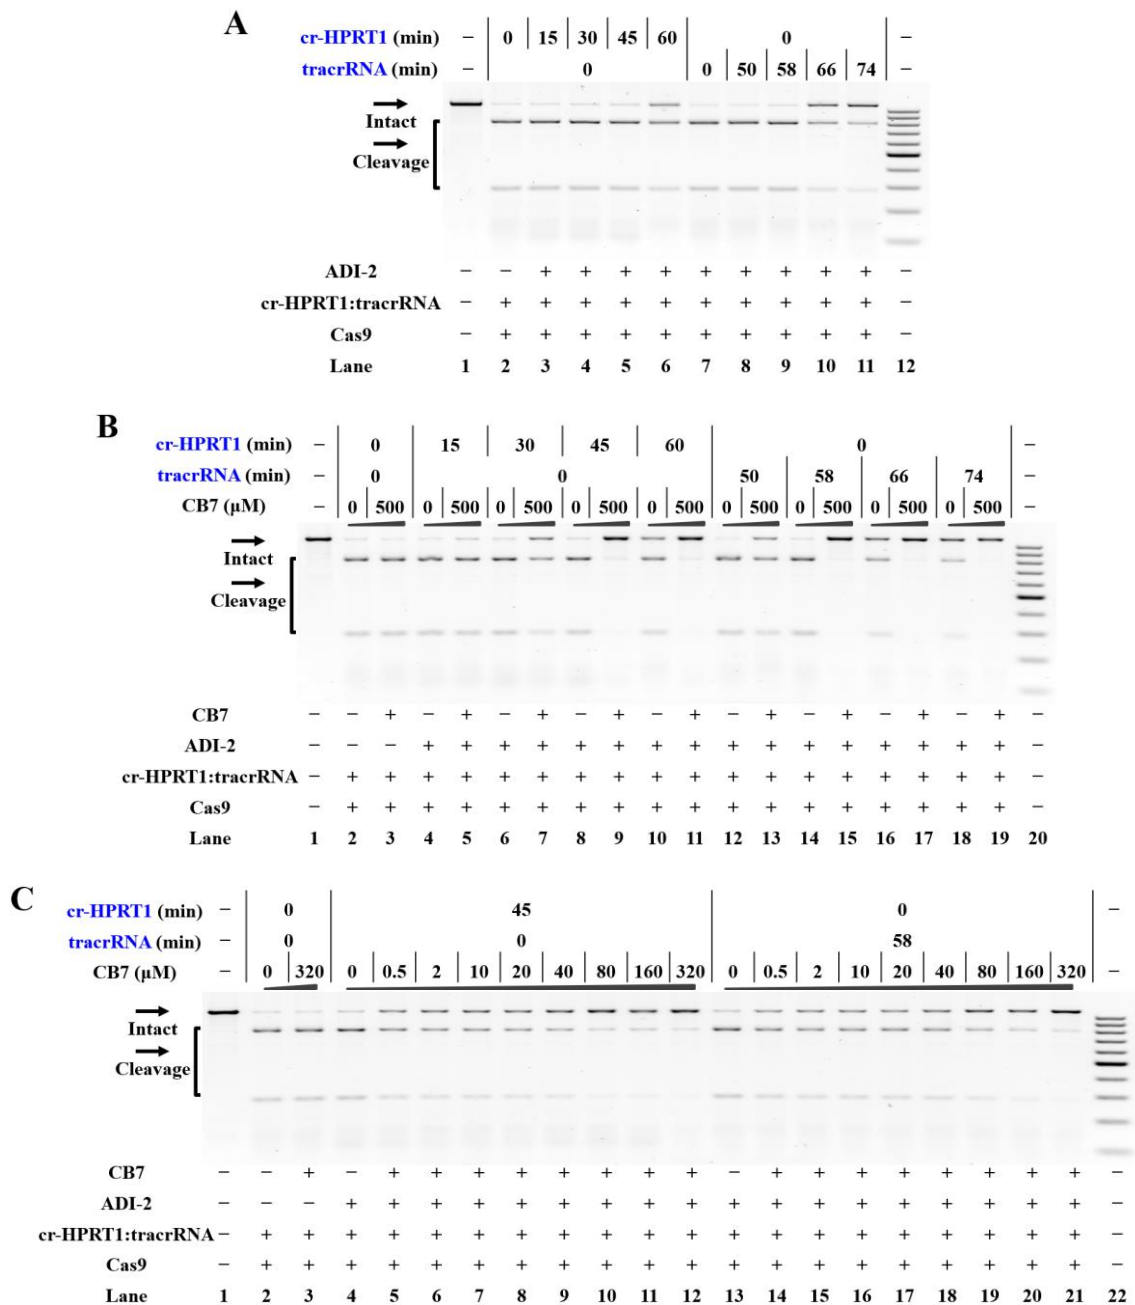 A
cr-HPRT1 (min) – 0 15 30 45 60 0 –
tracrRNA (min) – 0 0 50 58 66 74 –
Intact
Cleavage
ADI-2 – – + + + + + + + + + –
cr-HPRT1:tracrRNA – + + + + + + + + + + –
Cas9 – + + + + + + + + + + –
Lane 1 2 3 4 5 6 7 8 9 10 11 12
B
cr-HPRT1 (min) – 0 15 30 45 60 0 –
tracrRNA (min) – 0 0 50 58 66 74 –
CB7 (μM) – 0 500 0 500 0 500 0 500 0 500 0 500 0 500 0 500 0 500 –
Intact
Cleavage
CB7 – – + – + – + – + – + – + – + – + – + –
ADI-2 – – – + + + + + + + + + + + + + + + + –
cr-HPRT1:tracrRNA – + + + + + + + + + + + + + + + + + + –
Cas9 – + + + + + + + + + + + + + + + + + + –
Lane 1 2 3 4 5 6 7 8 9 10 11 12 13 14 15 16 17 18 19 20
C
cr-HPRT1 (min) – 0 45 0 –
tracrRNA (min) – 0 0 58 –
CB7 (μM) – 0 320 0 0.5 2 10 20 40 80 160 320 0 0.5 2 10 20 40 80 160 320 –
Intact
Cleavage
CB7 – – + – + + + + + + + + – + + + + + + + + –
ADI-2 – – – + + + + + + + + + + + + + + + + + + –
cr-HPRT1:tracrRNA – + + + + + + + + + + + + + + + + + + + + –
Cas9 – + + + + + + + + + + + + + + + + + + + + –
Lane 1 2 3 4 5 6 7 8 9 10 11 12 13 14 15 16 17 18 19 20 21 22